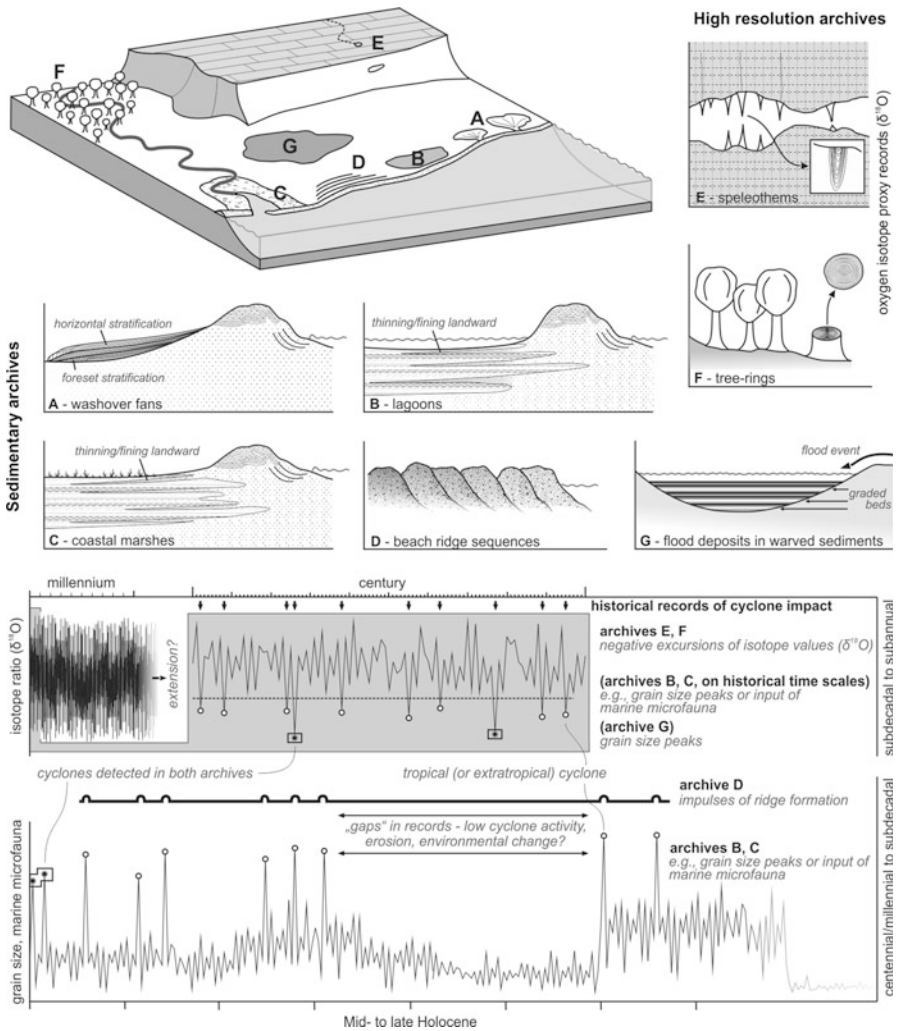 High resolution archives
E
F
A
G
B
D
C
E - speleothems
oxygen isotope proxy records (δ18O)
F - tree-rings
Sedimentary archives
horizontal stratification
foreset stratification
A - washover fans
thinning/fining landward
B - lagoons
thinning/fining landward
C - coastal marshes
D - beach ridge sequences
flood event
graded
beds
G - flood deposits in warved sediments
millennium
century
isotope ratio (δ18O)
extension?
historical records of cyclone impact
archives E, F
negative excursions of isotope values (δ18O)
(archives B, C, on historical time scales)
e.g., grain size peaks or input of
marine microfauna
(archive G)
grain size peaks
subdecadal to subannual
cyclones detected in both archives
tropical (or extratropical) cyclone
archive D
impulses of ridge formation
„gaps“ in records - low cyclone activity,
erosion, environmental change?
archives B, C
e.g., grain size peaks or input of
marine microfauna
grain size, marine microfauna
centennial/millennial to subdecadal
Mid- to late Holocene